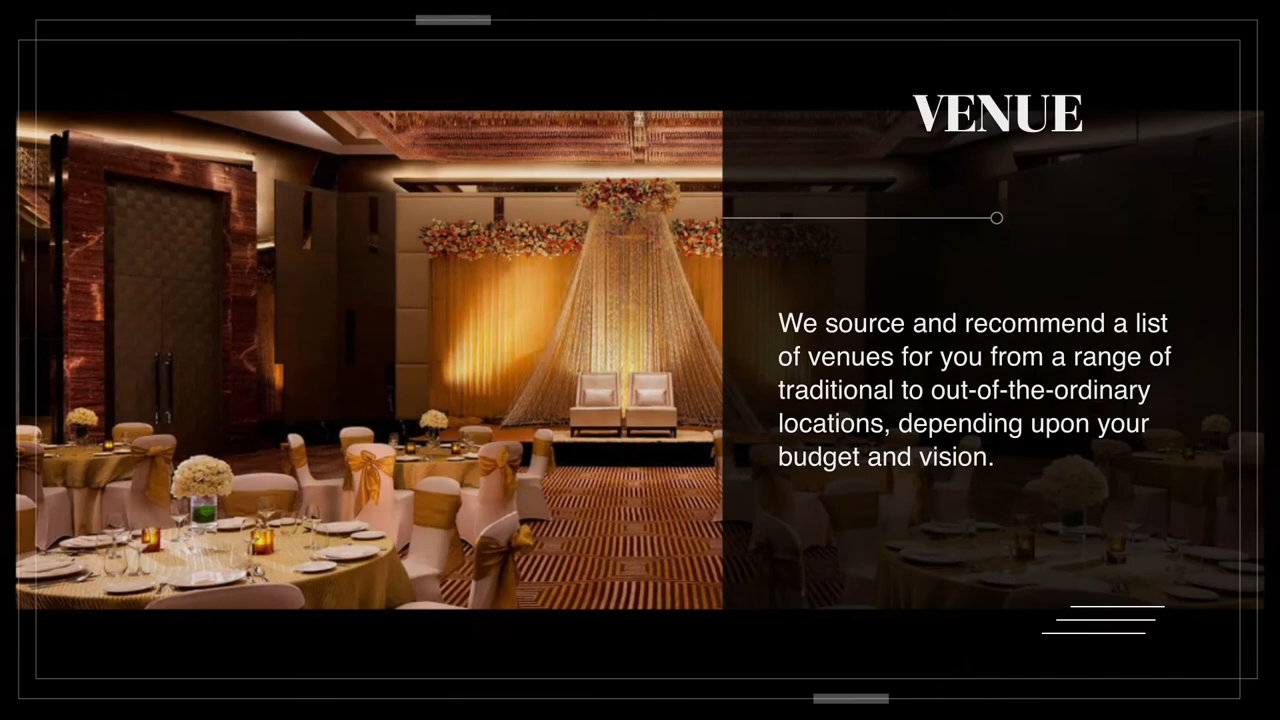 VENUE
We source and recommend a list
of venues for you from a range of
traditional to out-of-the-ordinary
locations, depending upon your
budget and vision.